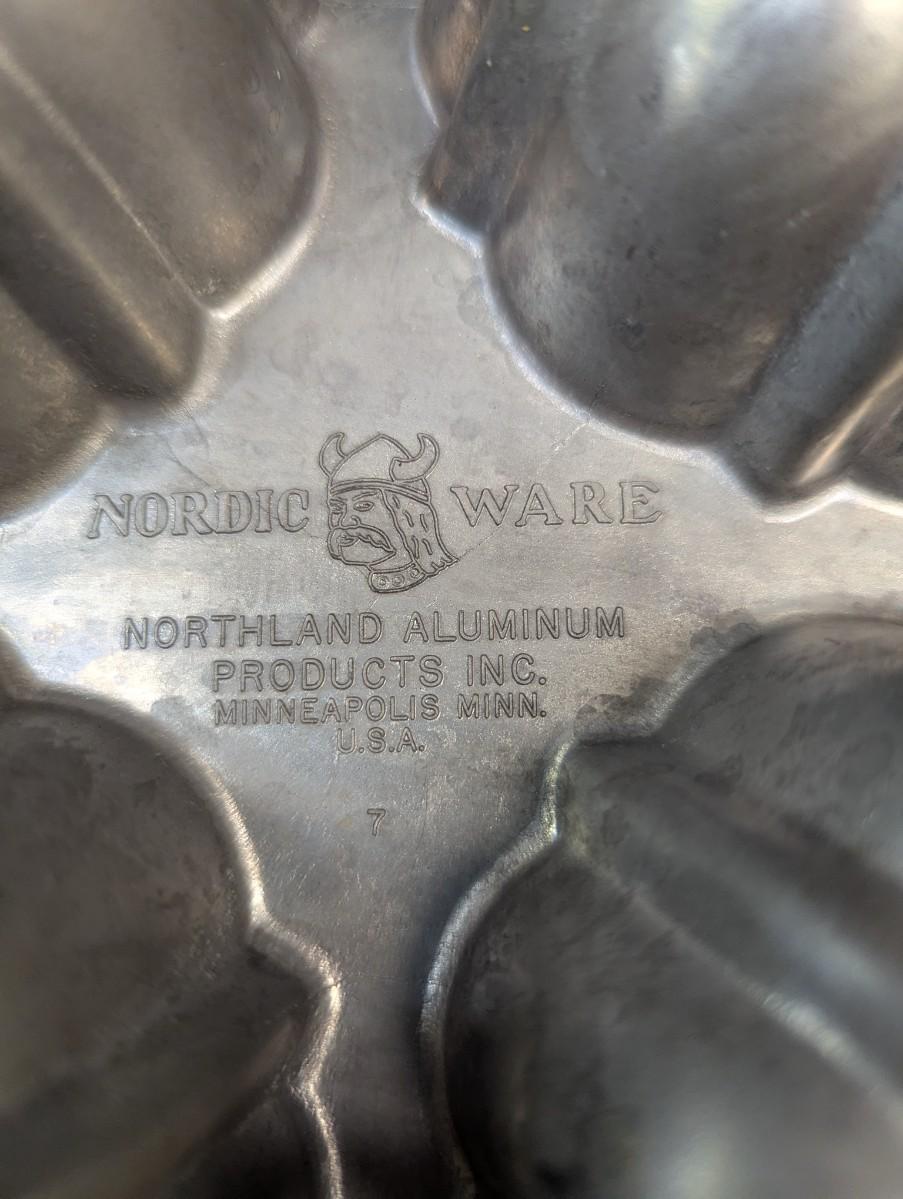 NORDIC WARE
NORTHLAND ALUMINUM
PRODUCTS INC.
MINNEAPOLIS MINN.
U.S.A.
7